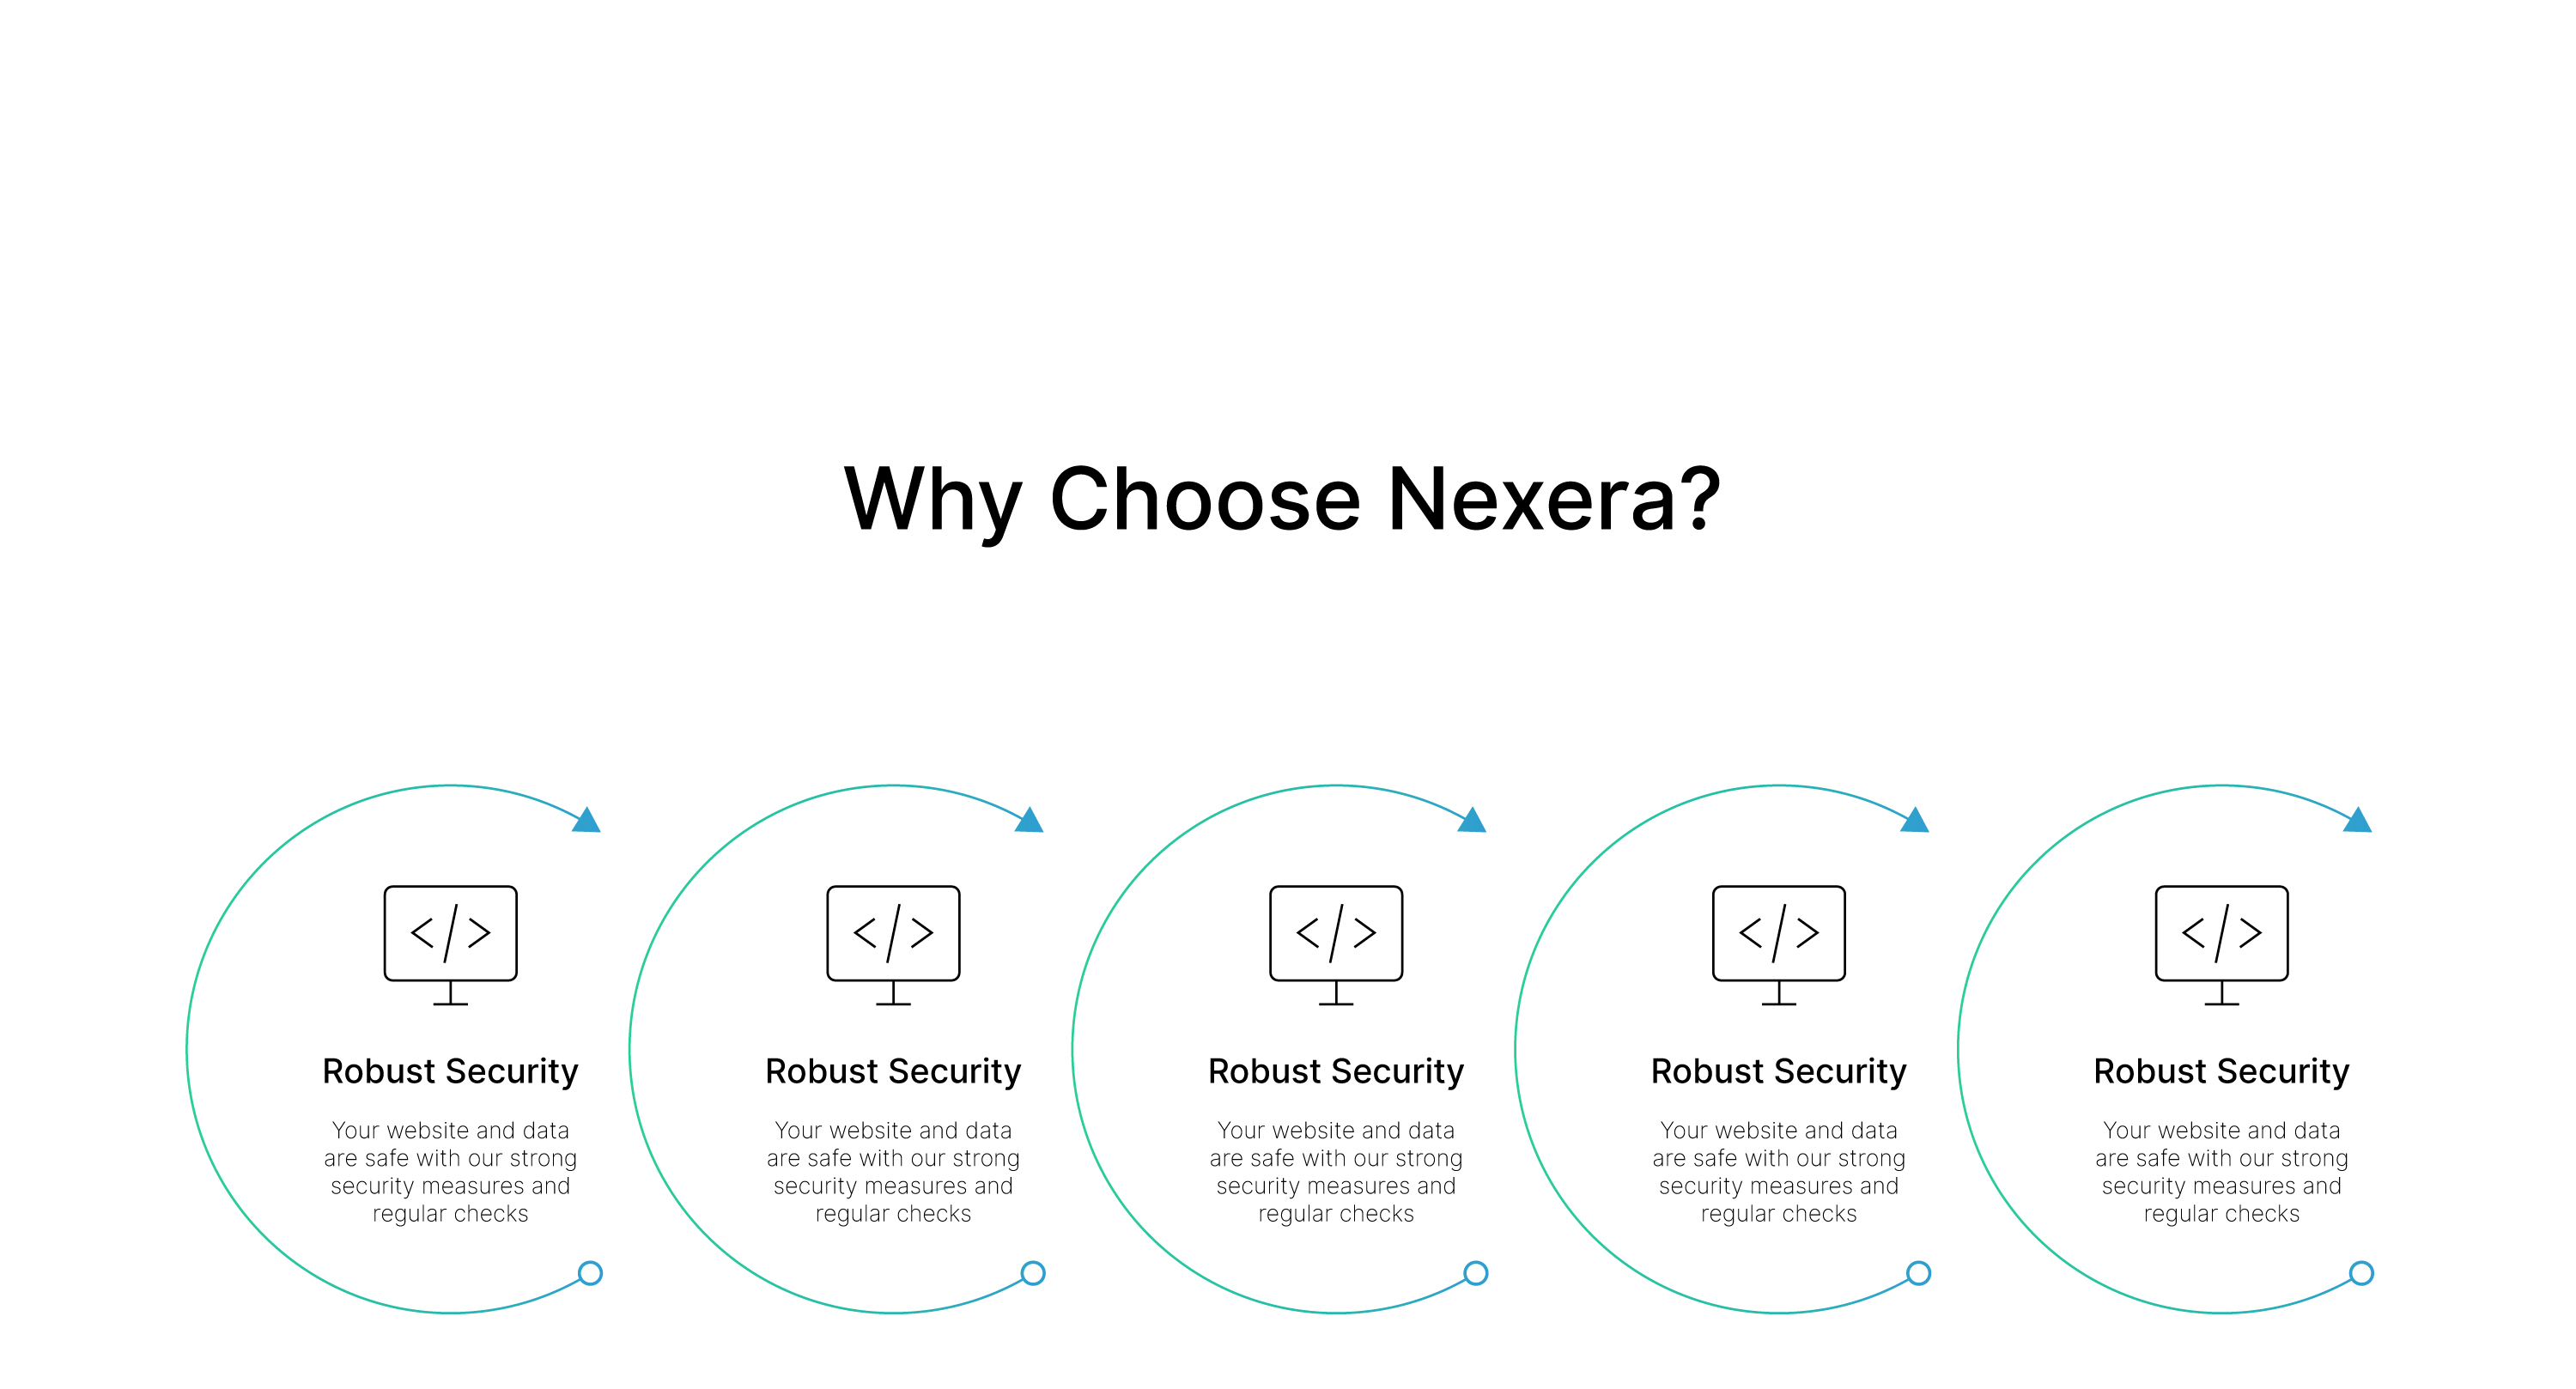 Why Choose Nexera?
</>
</>
</>
</>
</>
Robust Security
Your website and data
are safe with our strong
security measures and
regular checks
Robust Security
Your website and data
are safe with our strong
security measures and
regular checks
Robust Security
Your website and data
are safe with our strong
security measures and
regular checks
Robust Security
Your website and data
are safe with our strong
security measures and
regular checks
Robust Security
Your website and data
are safe with our strong
security measures and
regular checks